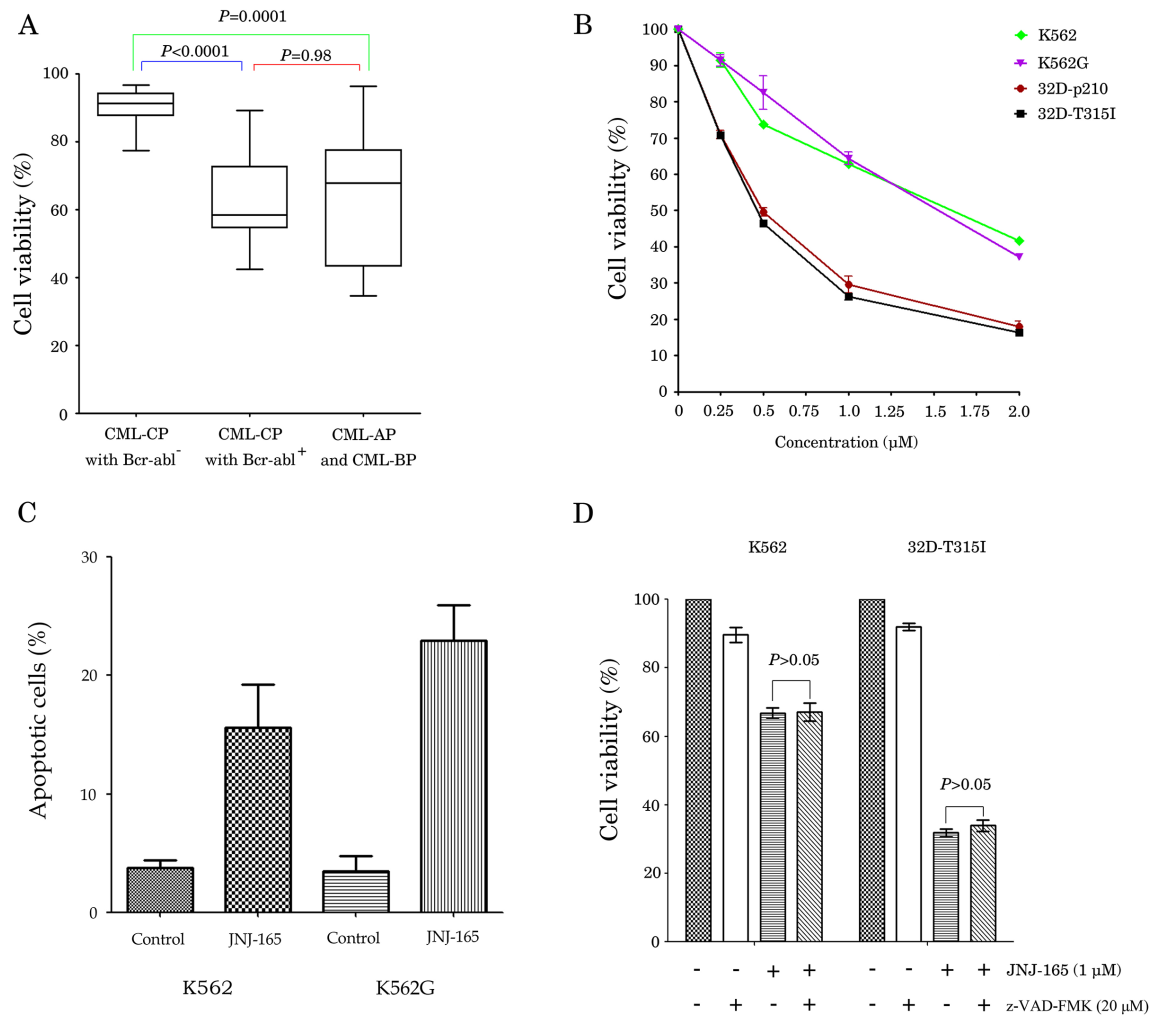 A
P=0.0001
P<0.0001
P=0.98
Cell viability (%)
100
80
60
40
20
0
CML-CP
with Bcr-abl⁻
CML-CP
with Bcr-abl⁺
CML-AP
and CML-BP
B
K562
K562G
32D-p210
32D-T315I
Cell viability (%)
100
90
80
70
60
50
40
30
20
10
0
0 0.25 0.5 0.75 1.0 1.25 1.5 1.75 2.0
Concentration (µM)
C
Apoptotic cells (%)
30
20
10
0
Control JNJ-165 Control JNJ-165
K562 K562G
D
K562 32D-T315I
Cell viability (%)
100
80
60
40
20
0
P>0.05
P>0.05
- - + + - - + + JNJ-165 (1 µM)
- + - + - + - + z-VAD-FMK (20 µM)